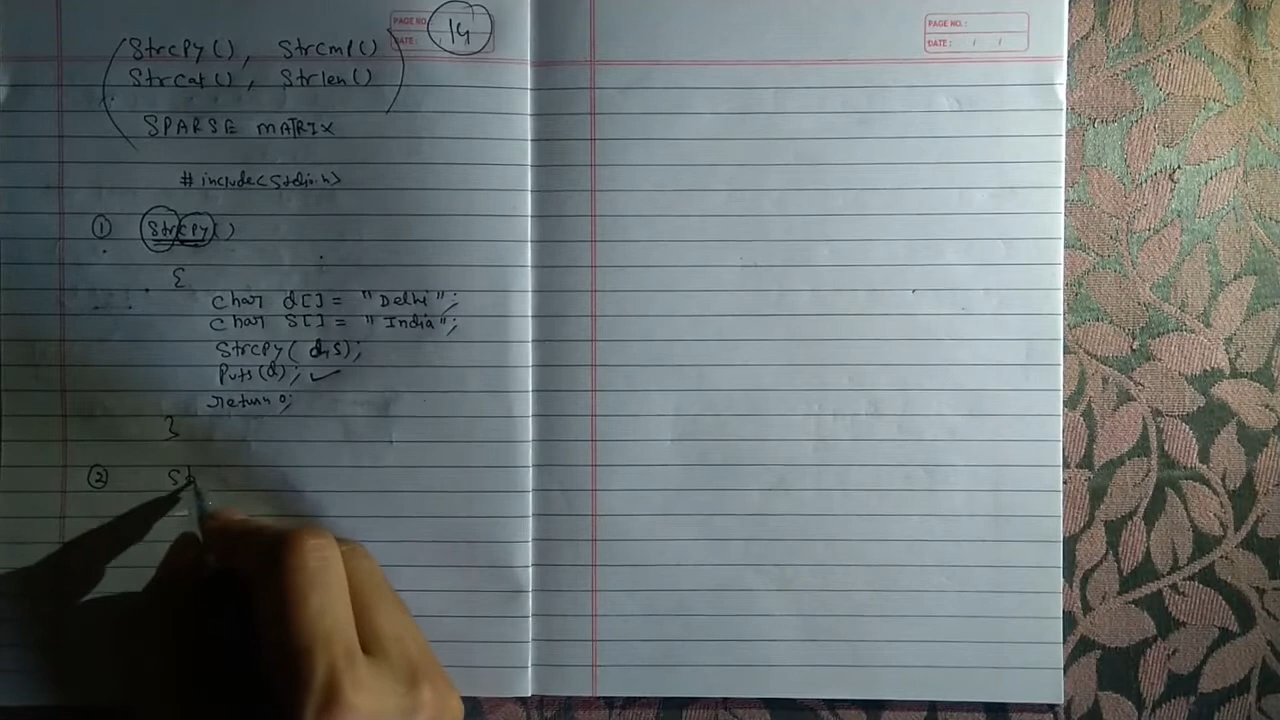 PAGE NO. 14
DATE: / /
Strcpy(), Strcmp()
Strcat(), Strlen()
SPARSE MATRIX
#include<stdio.h>
① Strcpy()
{
char d[] = "Delhi";
char S[] = "India";
Strcpy( d,s);
Puts(d); ✓
return 0;
}
② St
PAGE NO.:
DATE: / /